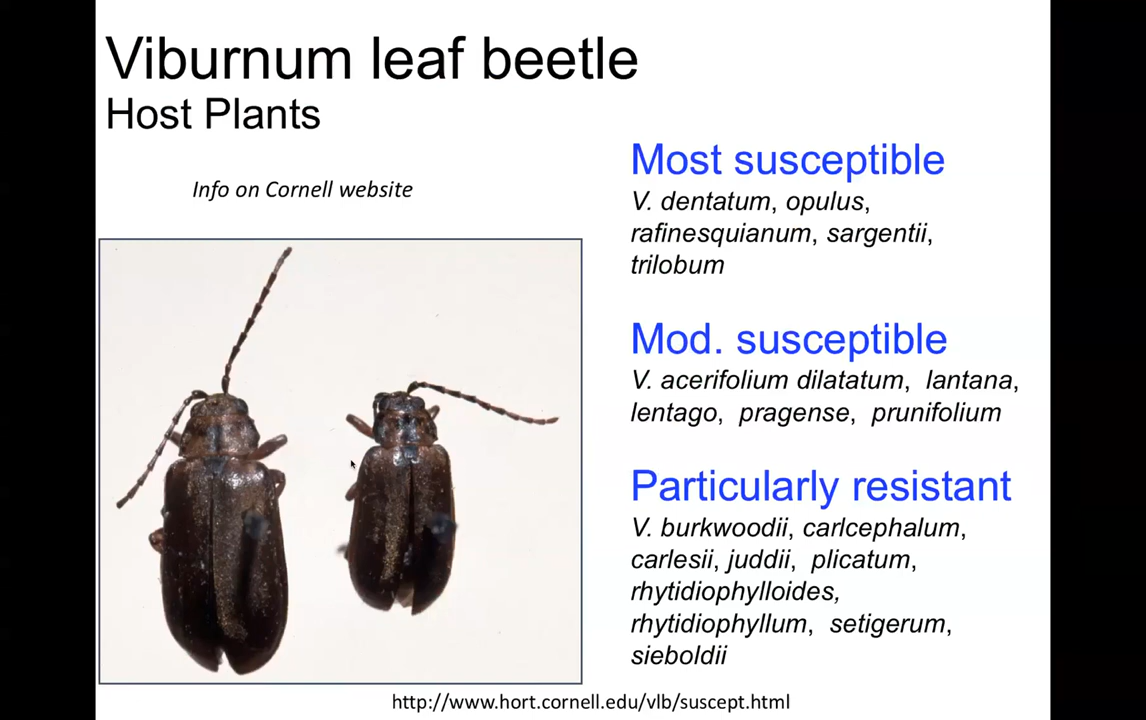 Viburnum leaf beetle
Host Plants
Info on Cornell website
Most susceptible
V. dentatum, opulus,
rafinesquianum, sargentii,
trilobum
Mod. susceptible
V. acerifolium dilatatum, lantana,
lentago, pragense, prunifolium
Particularly resistant
V. burkwoodii, carlcephalum,
carlesii, juddii, plicatum,
rhytidiophylloides,
rhytidiophyllum, setigerum,
sieboldii
http://www.hort.cornell.edu/vlb/suscept.html